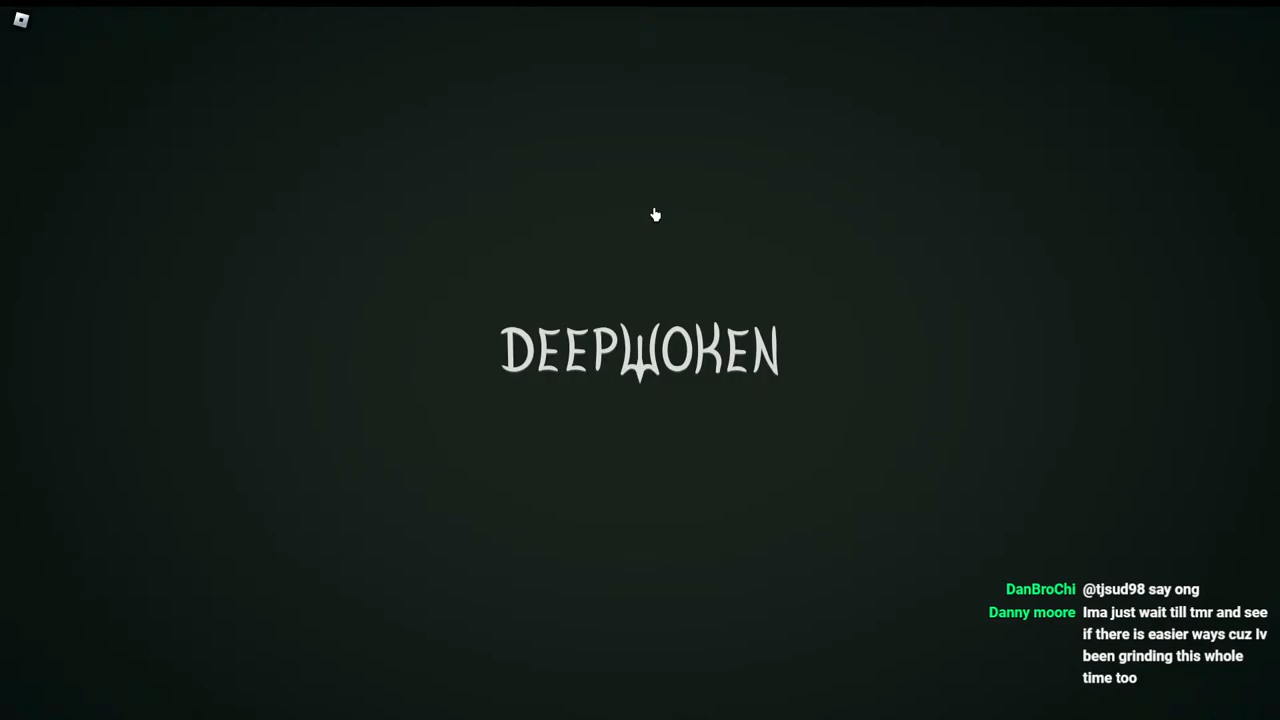 DEEPWOKEN
DanBroChi @tjsud98 say ong
Danny moore Ima just wait till tmr and see
if there is easier ways cuz Iv
been grinding this whole
time too